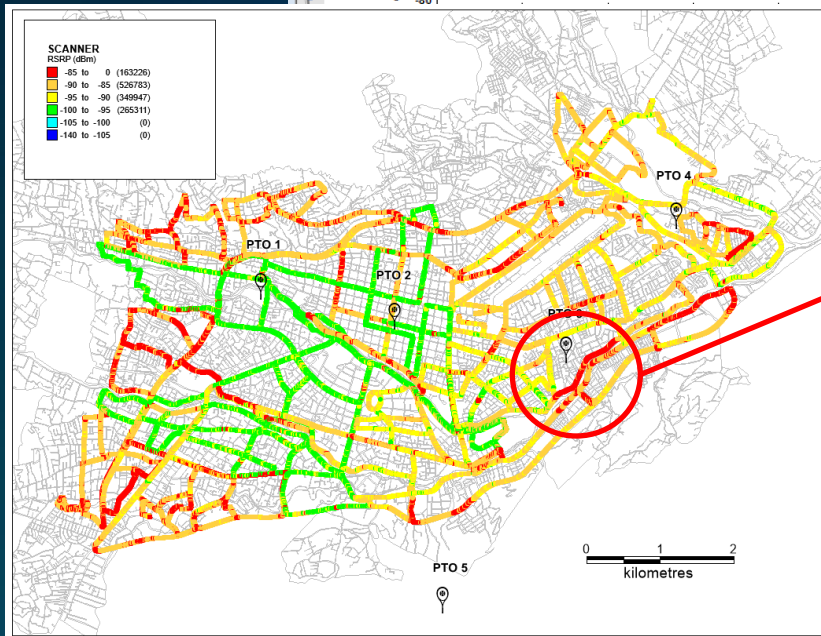 SCANNER
RSRP (dBm)
-85 to 0 (163226)
-90 to -85 (526783)
-95 to -90 (349947)
-100 to -95 (265311)
-105 to -100 (0)
-140 to -105 (0)
PTO 4
PTO 1
PTO 2
0 1 2
kilometres
PTO 5